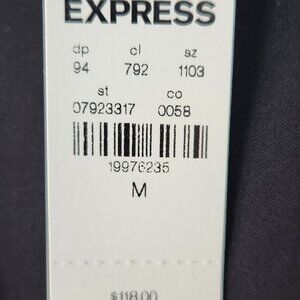 EXPRESS
dp cl sz
94 792 1103
st co
07923317 0058
19976235
M
$118.00